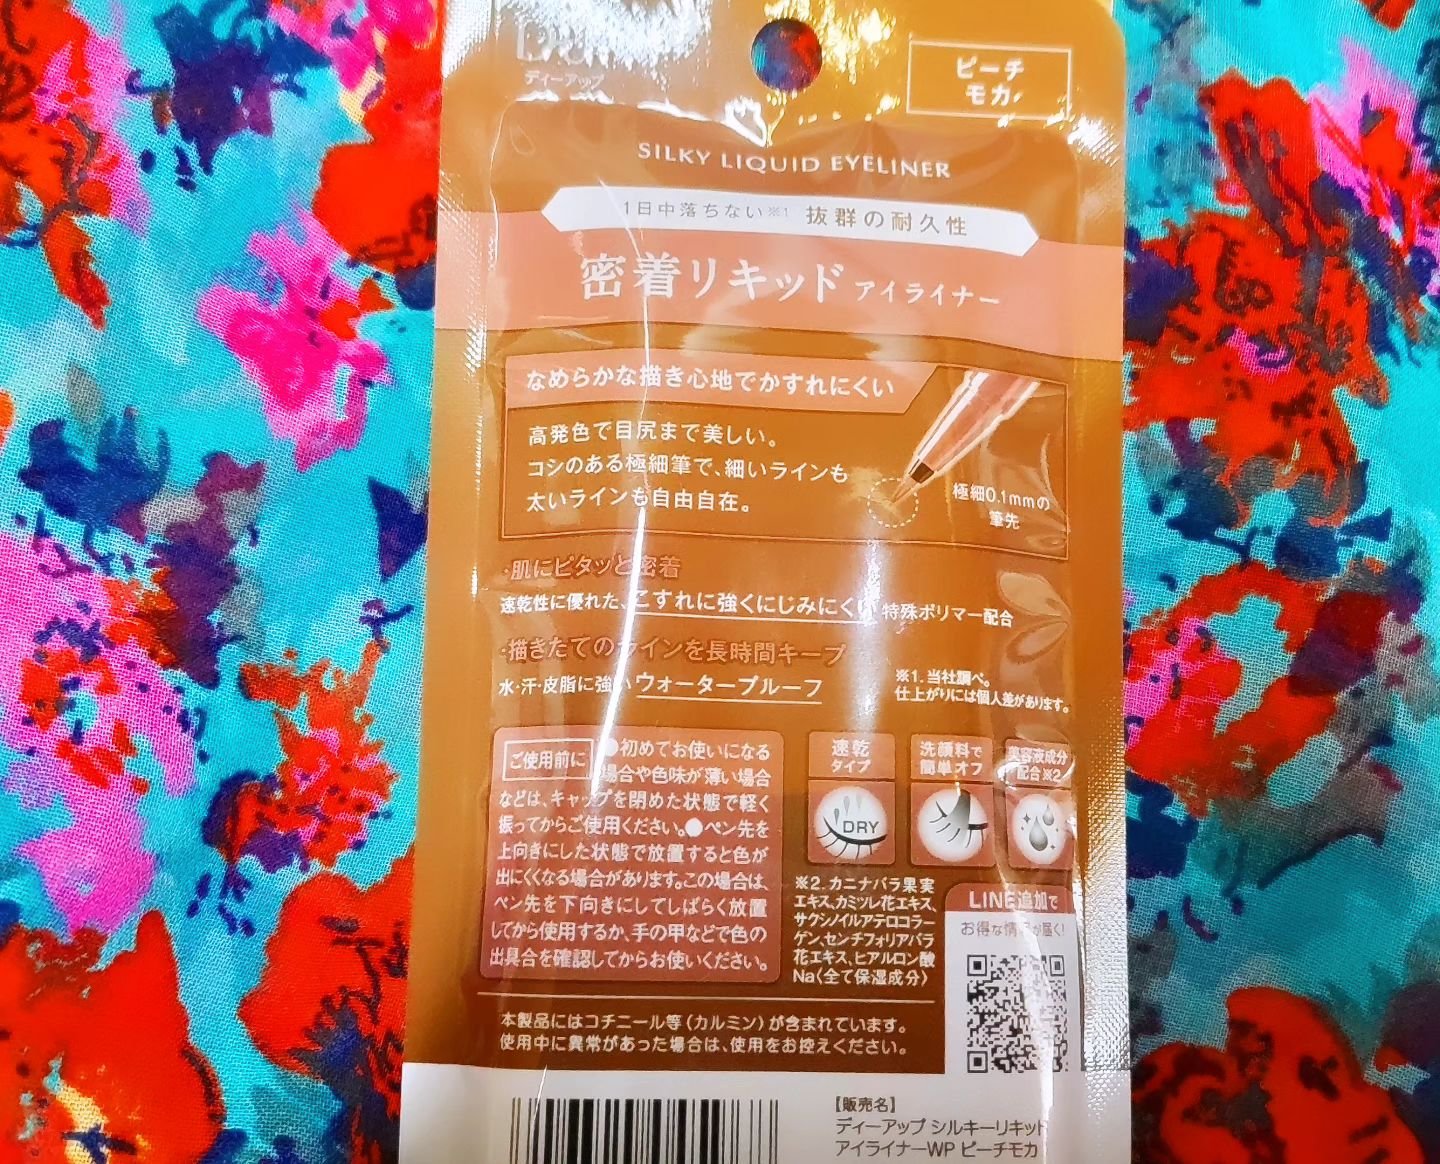 ディーアップ
ピーチ
モカ
SILKY LIQUID EYELINER
1日中落ちない※1 抜群の耐久性
密着リキッド アイライナー
なめらかな描き心地でかすれにくい
高発色で目尻まで美しい。
コシのある極細筆で、細いラインも
太いラインも自由自在。
極細0.1mmの
筆先
・肌にピタッと密着
速乾性に優れた、こすれに強くにじみにくい 特殊ポリマー配合
・描きたてのラインを長時間キープ
水・汗・皮脂に強い ウォータープルーフ
※1. 当社調べ。
仕上がりには個人差があります。
ご使用前に
●初めてお使いになる
場合や色味が薄い場合
などは、キャップを閉めた状態で軽く
振ってからご使用ください。●ペン先を
上向きにした状態で放置すると色が
出にくくなる場合があります。この場合は、
ペン先を下向きにしてしばらく放置
してから使用するか、手の甲などで色の
出具合を確認してからお使いください。
速乾
タイプ
DRY
洗顔料で
簡単オフ
美容液成分
配合※2
※2. カニナバラ果実
エキス、カミツレ花エキス、
サクシノイルアテロコラー
ゲン、センチフォリアバラ
花エキス、ヒアルロン酸
Na〈全て保湿成分〉
LINE追加で
お得な情報が届く!
本製品にはコチニール等(カルミン)が含まれています。
使用中に異常があった場合は、使用をお控えください。
【販売名】
ディーアップ シルキーリキッド
アイライナーWP ピーチモカ